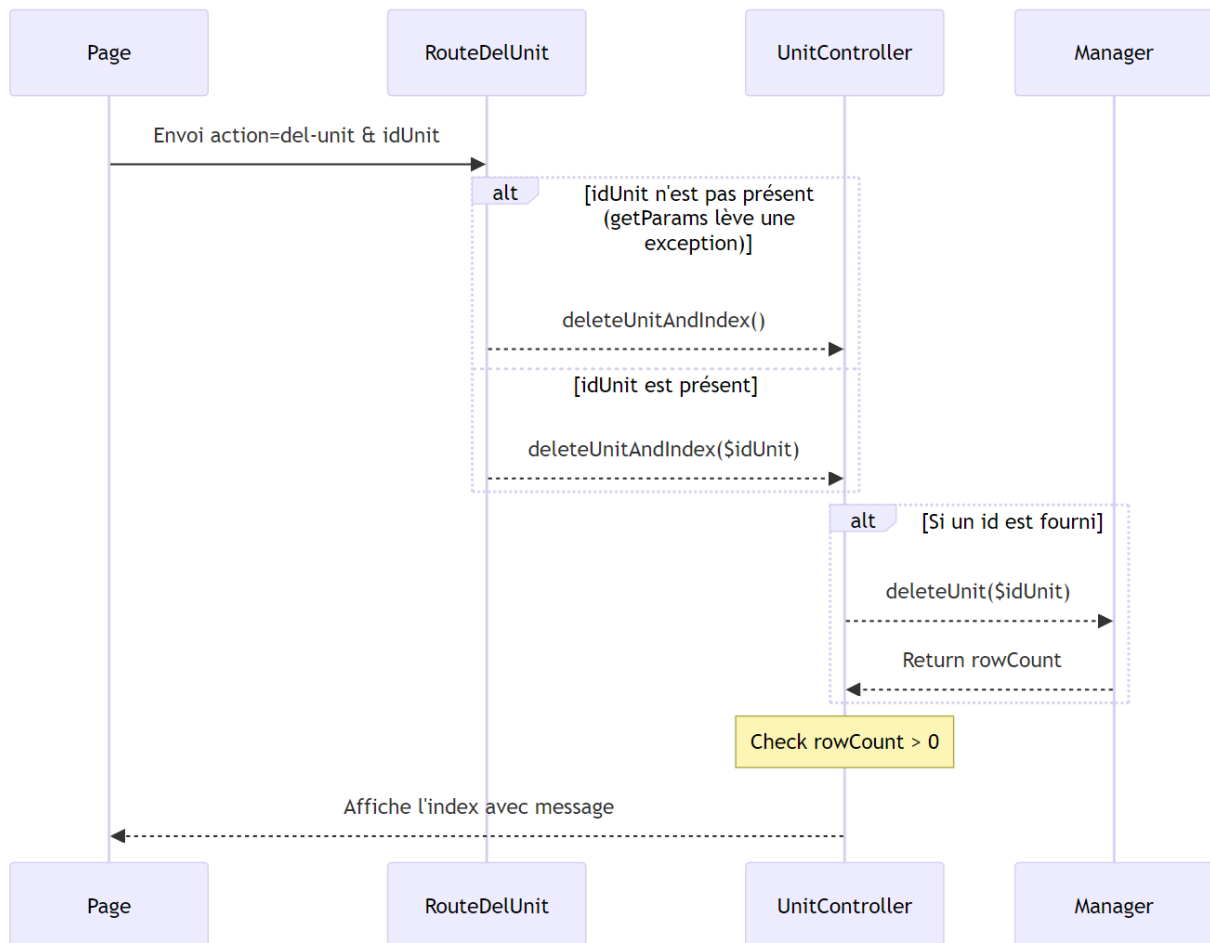 Page
RouteDelUnit
UnitController
Manager
Envoi action=del-unit & idUnit
alt
[idUnit n'est pas présent
(getParams lève une
exception)]
deleteUnitAndIndex()
[idUnit est présent]
deleteUnitAndIndex($idUnit)
alt
[Si un id est fourni]
deleteUnit($idUnit)
Return rowCount
Check rowCount > 0
Affiche l'index avec message
Page
RouteDelUnit
UnitController
Manager